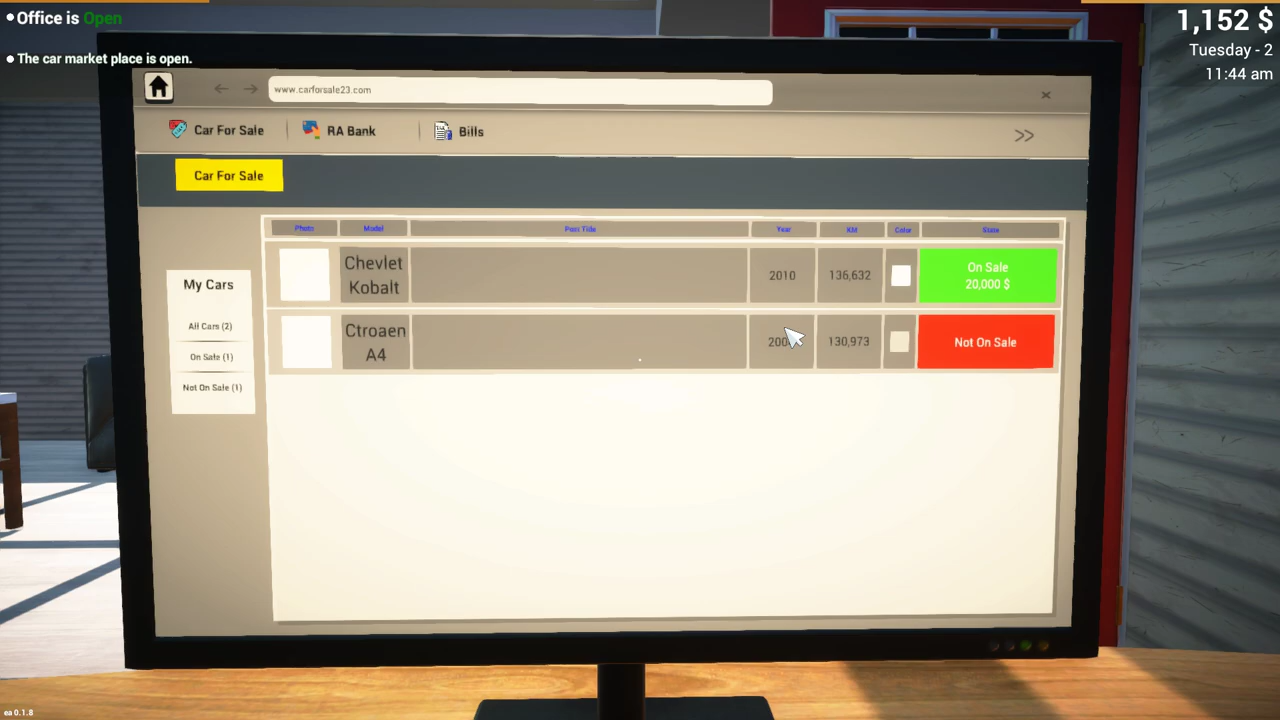 Office is Open
The car market place is open.
1,152 $
Tuesday - 2
11:44 am
www.carforsale23.com
Car For Sale
RA Bank
Bills
>>
Car For Sale
Photo Model Post Title Year KM Color State
My Cars
All Cars (2)
On Sale (1)
Not On Sale (1)
Chevlet
Kobalt
2010
136,632
On Sale
20,000 $
Ctroaen
A4
130,973
Not On Sale
ea 0.1.8